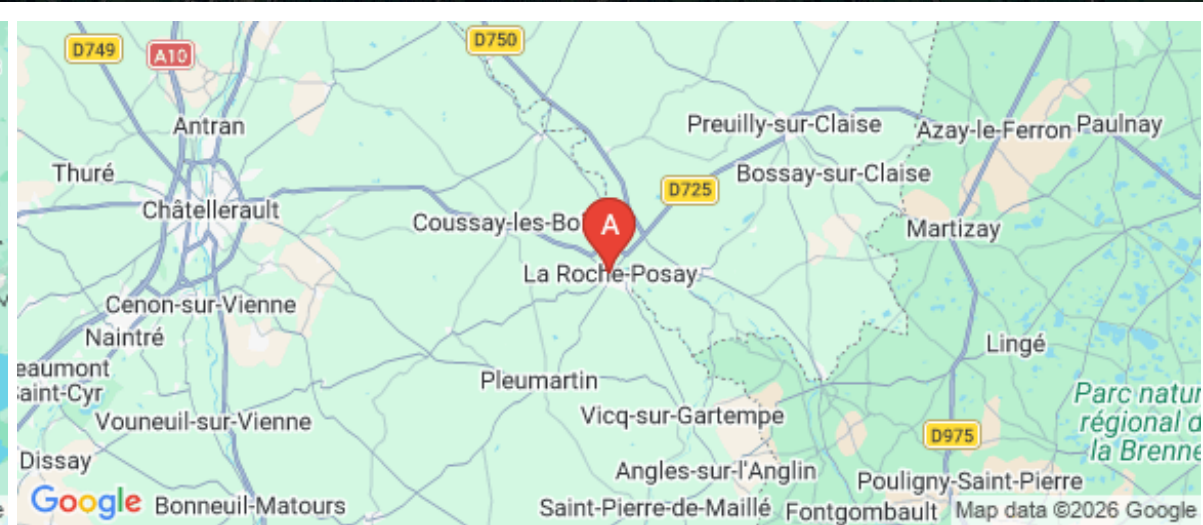 D749
A10
D750
Antran
Preuilly-sur-Claise
Azay-le-Ferron
Paulnay
Thuré
Bossay-sur-Claise
D725
Châtellerault
Coussay-les-Bo
A
Martizay
La Roche-Posay
Cenon-sur-Vienne
Naintré
Lingé
eaumont
aint-Cyr
Pleumartin
Parc natur
régional d
la Brenne
Vouneuil-sur-Vienne
Vicq-sur-Gartempe
D975
Dissay
Angles-sur-l'Anglin
Pouligny-Saint-Pierre
Google
Bonneuil-Matours
Saint-Pierre-de-Maillé
Fontgombault
Map data ©2026 Google